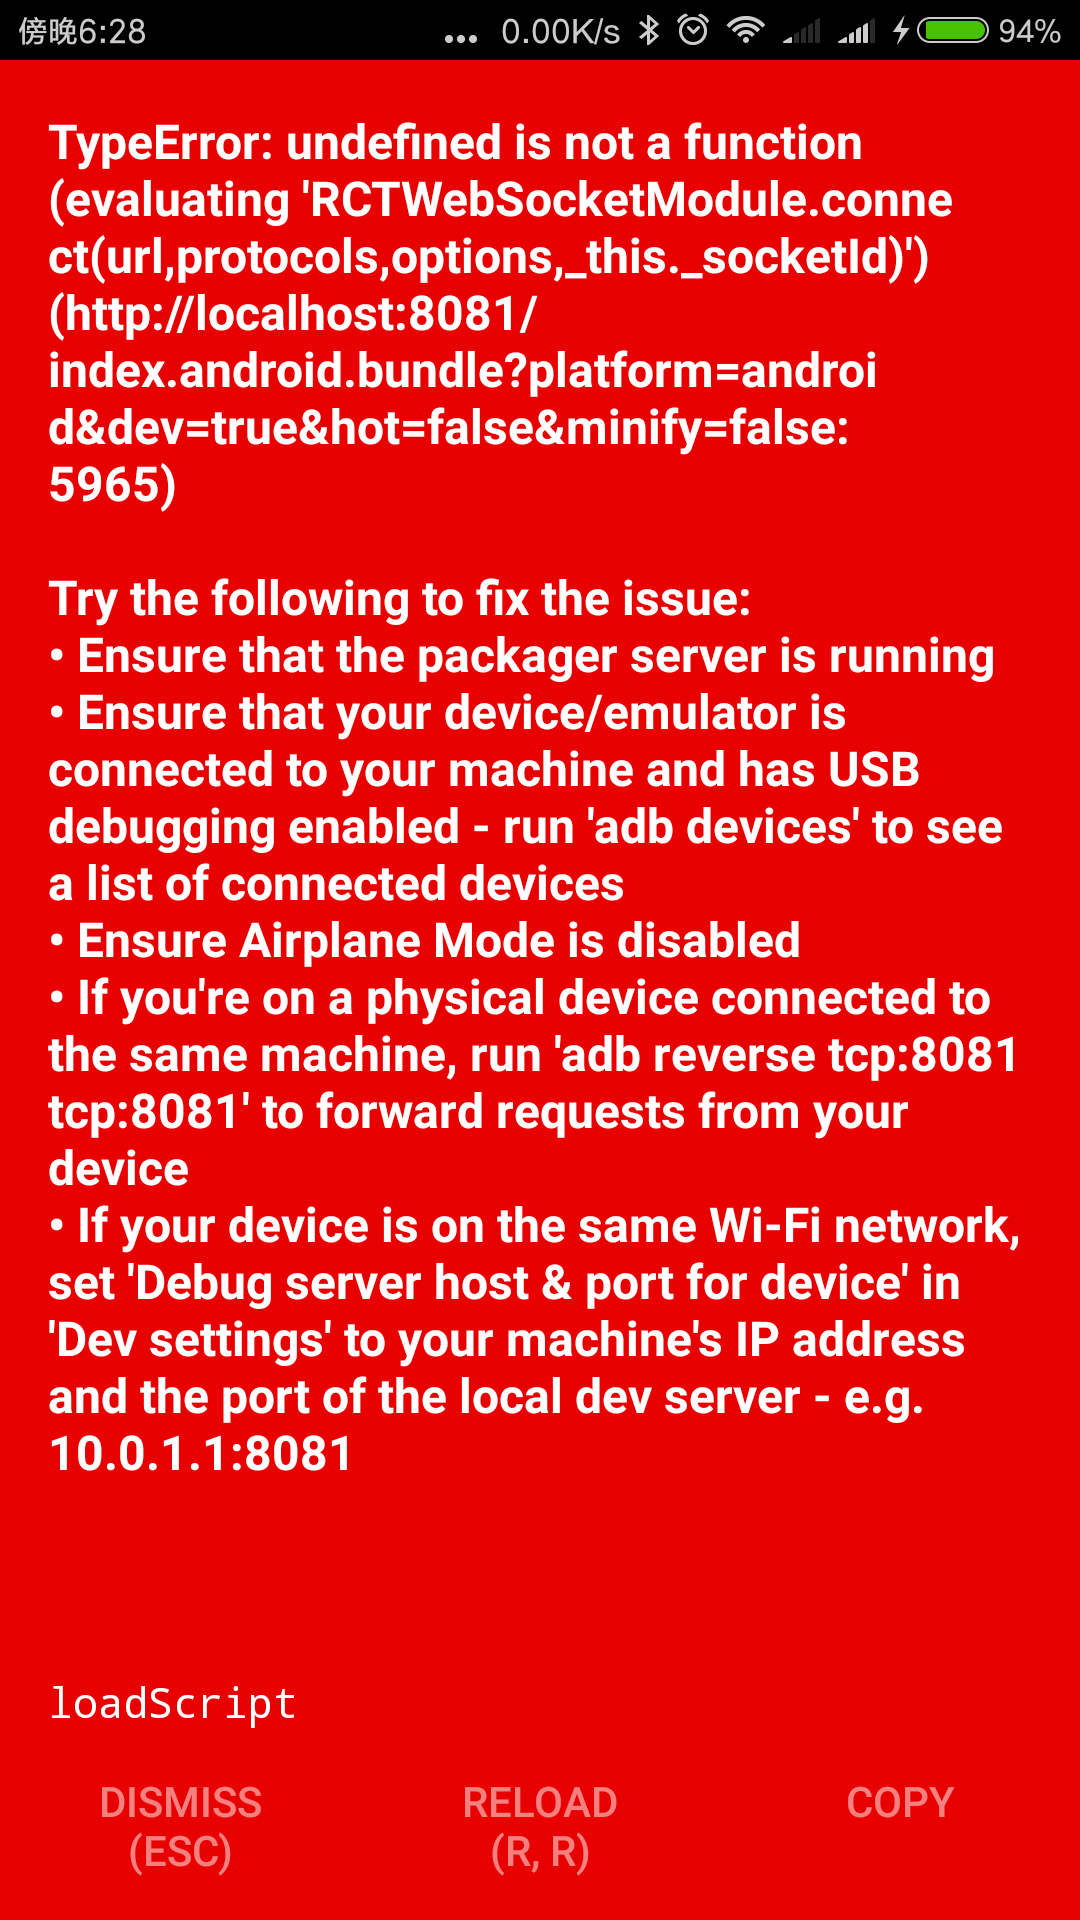 傍晚6:28 ... 0.00K/s 94%
TypeError: undefined is not a function
(evaluating 'RCTWebSocketModule.conne
ct(url,protocols,options,_this._socketId)')
(http://localhost:8081/
index.android.bundle?platform=androi
d&dev=true&hot=false&minify=false:
5965)
Try the following to fix the issue:
• Ensure that the packager server is running
• Ensure that your device/emulator is
connected to your machine and has USB
debugging enabled - run 'adb devices' to see
a list of connected devices
• Ensure Airplane Mode is disabled
• If you're on a physical device connected to
the same machine, run 'adb reverse tcp:8081
tcp:8081' to forward requests from your
device
• If your device is on the same Wi-Fi network,
set 'Debug server host & port for device' in
'Dev settings' to your machine's IP address
and the port of the local dev server - e.g.
10.0.1.1:8081
loadScript
DISMISS
(ESC)
RELOAD
(R, R)
COPY